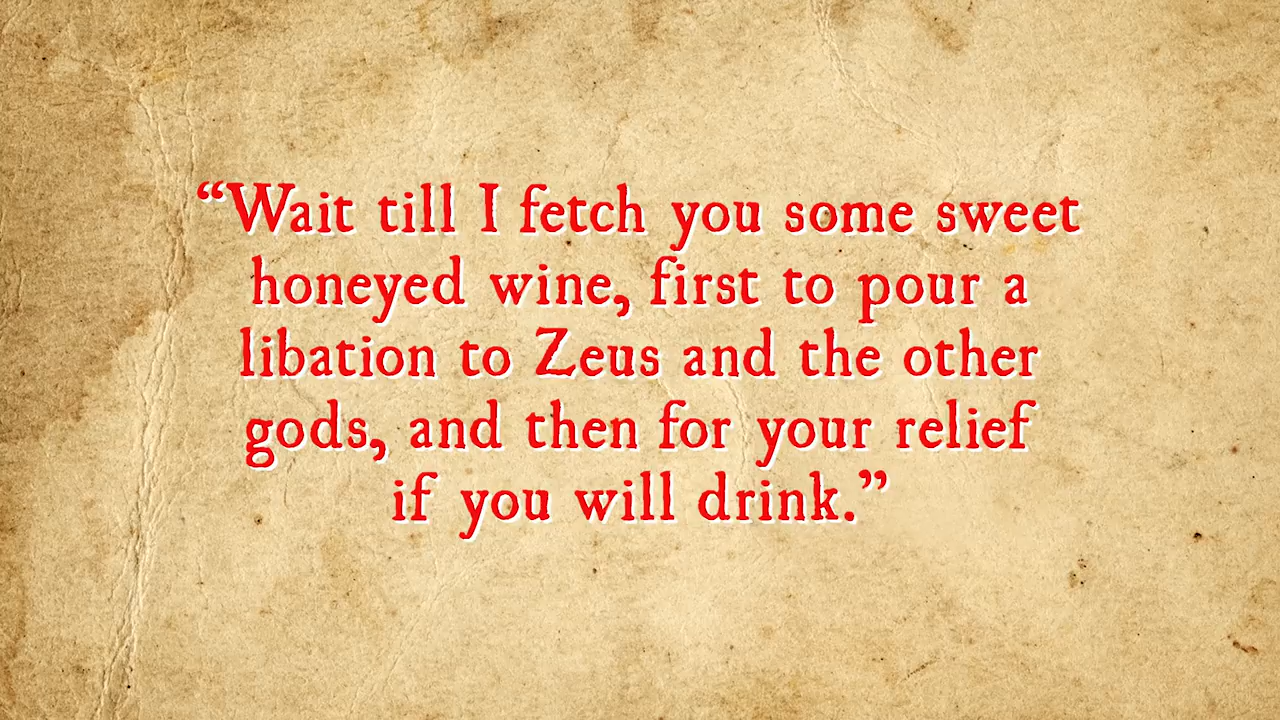 “Wait till I fetch you some sweet
honeyed wine, first to pour a
libation to Zeus and the other
gods, and then for your relief
if you will drink.”